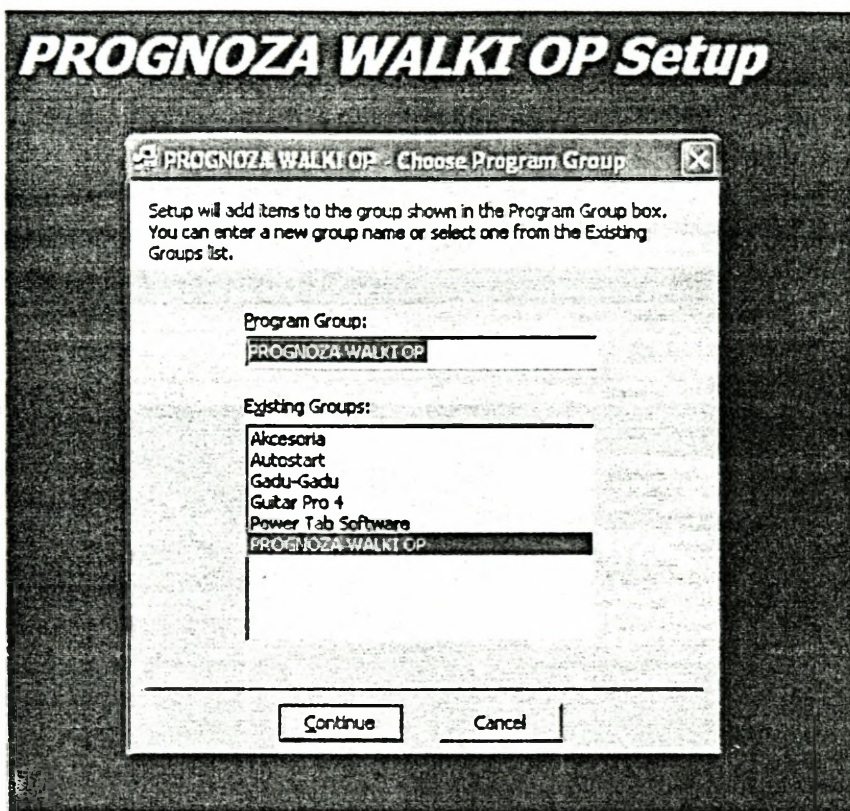 PROGNOZA WALKI OP Setup
PROGNOZA WALKI OP - Choose Program Group
Setup will add items to the group shown in the Program Group box.
You can enter a new group name or select one from the Existing
Groups list.
Program Group:
PROGNOZA WALKI OP
Existing Groups:
Akcesoria
Autostart
Gadu-Gadu
Guitar Pro 4
Power Tab Software
PROGNOZA WALKI OP
Continue
Cancel